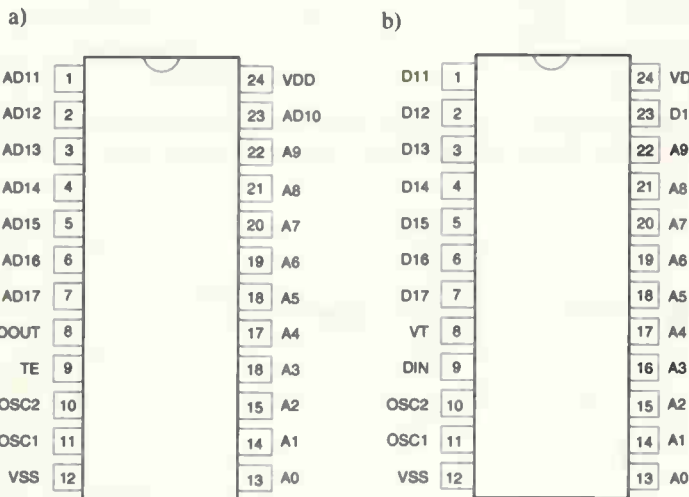 a)
AD11 1 24 VDD
AD12 2 23 AD10
AD13 3 22 A9
AD14 4 21 A8
AD15 5 20 A7
AD16 6 19 A6
AD17 7 18 A5
DOUT 8 17 A4
TE 9 18 A3
OSC2 10 15 A2
OSC1 11 14 A1
VSS 12 13 A0
b)
D11 1 24 VD
D12 2 23 D1
D13 3 22 A9
D14 4 21 A8
D15 5 20 A7
D16 6 19 A6
D17 7 18 A5
VT 8 17 A4
DIN 9 16 A3
OSC2 10 15 A2
OSC1 11 14 A1
VSS 12 13 A0